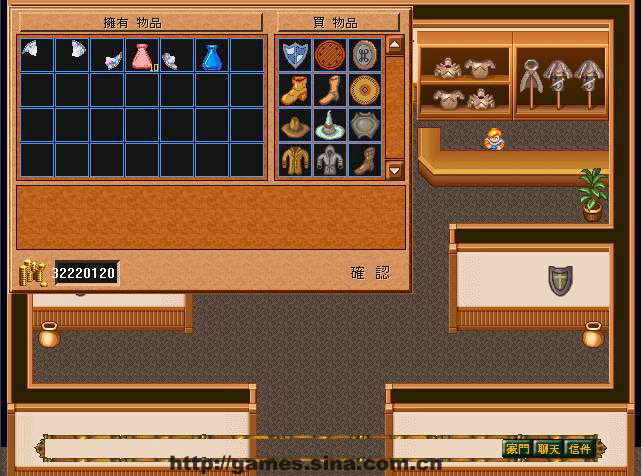 擁有 物品
買 物品
10
32220120
確 認
家門 聊天 信件
http://games.sina.com.cn